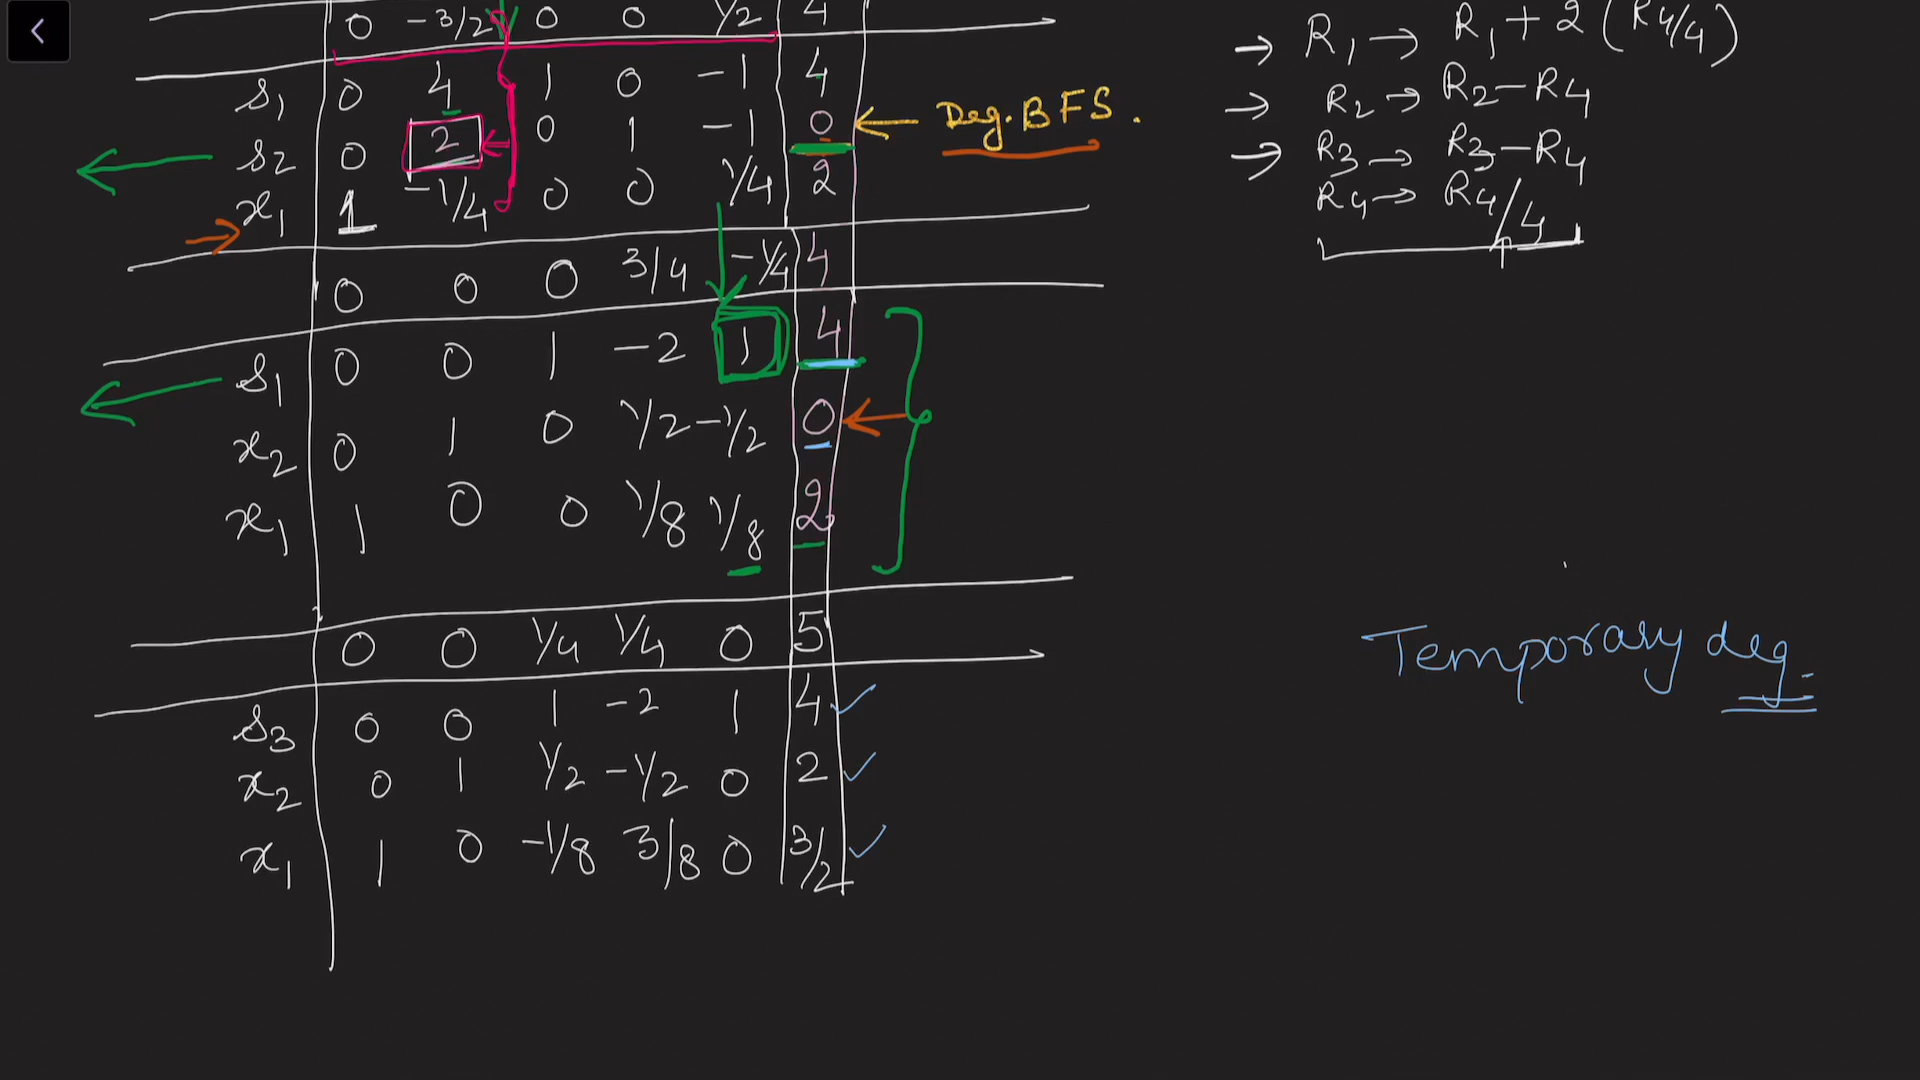 0 -3/2 0 0 1/2 4
s1 0 4 1 0 -1 4
s2 0 2 0 1 -1 0 ← Deg. BFS.
x1 1 -1/4 0 0 1/4 2
0 0 0 3/4 -1/4 4
s1 0 0 1 -2 1 4
x2 0 1 0 1/2 -1/2 0
x1 1 0 0 1/8 1/8 2
0 0 1/4 1/4 0 5
s3 0 0 1 -2 1 4 ✓
x2 0 1 1/2 -1/2 0 2 ✓
x1 1 0 -1/8 3/8 0 3/2 ✓
→ R1 → R1 + 2 (R4/4)
→ R2 → R2 - R4
→ R3 → R3 - R4
R4 → R4/4
Temporary deg.